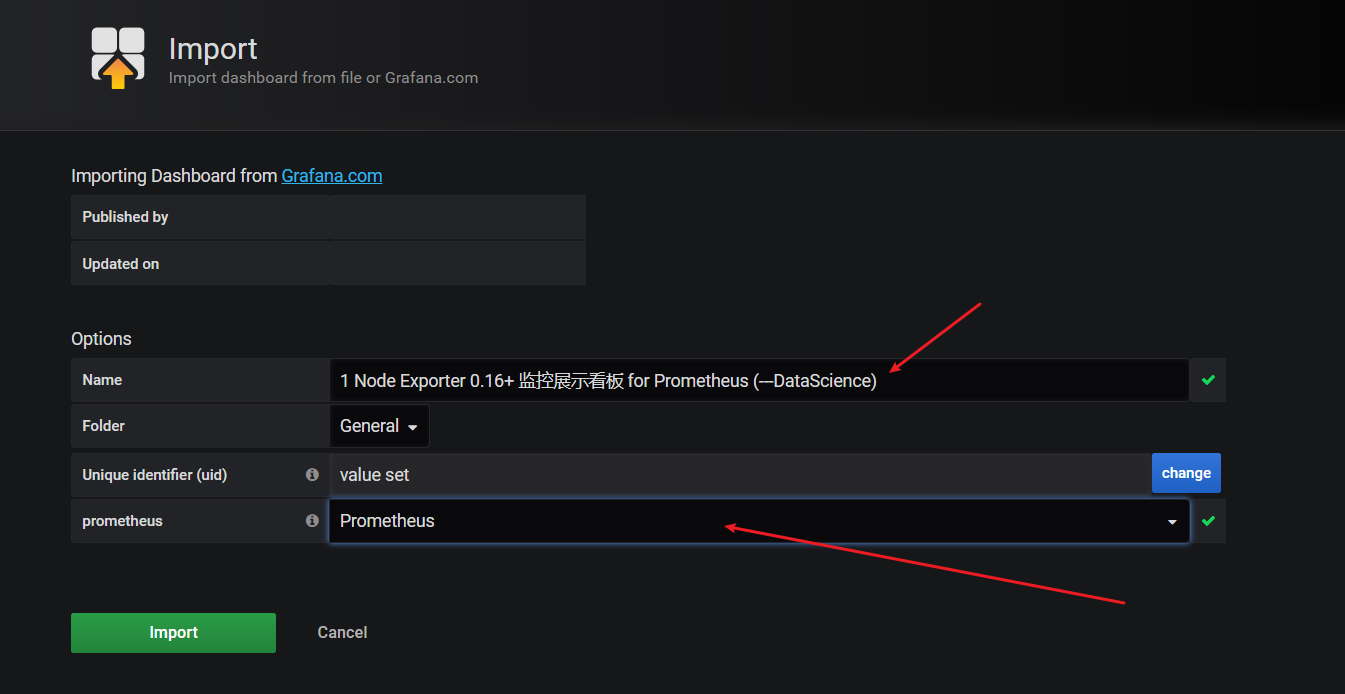 Import
Import dashboard from file or Grafana.com
Importing Dashboard from Grafana.com
Published by
Updated on
Options
Name 1 Node Exporter 0.16+ 监控展示看板 for Prometheus (---DataScience)
Folder General
Unique identifier (uid) value set change
prometheus Prometheus
Import Cancel